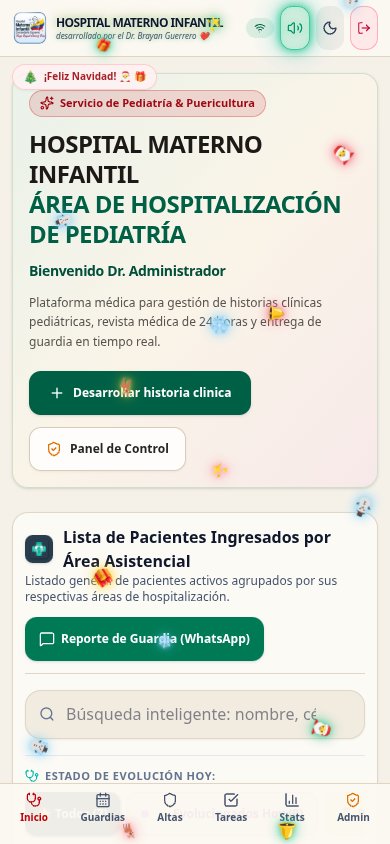 HOSPITAL MATERNO INFANTIL
desarrollado por el Dr. Brayan Guerrero ❤️
🎄 ¡Feliz Navidad! 🎅 🎁
Servicio de Pediatría & Puericultura
HOSPITAL MATERNO
INFANTIL
ÁREA DE HOSPITALIZACIÓN
DE PEDIATRÍA
Bienvenido Dr. Administrador
Plataforma médica para gestión de historias clínicas
pediátricas, revista médica de 24 horas y entrega de
guardia en tiempo real.
Desarrollar historia clinica
Panel de Control
Lista de Pacientes Ingresados por
Área Asistencial
Listado general de pacientes activos agrupados por sus
respectivas áreas de hospitalización.
Reporte de Guardia (WhatsApp)
Búsqueda inteligente: nombre, cé
ESTADO DE EVOLUCIÓN HOY:
Inicio
Guardias
Altas
Tareas
Stats
Admin